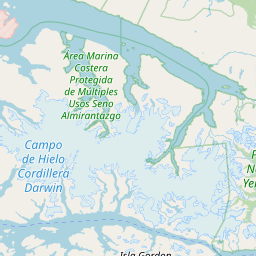 Área Marina
Costera
Protegida
de Múltiples
Usos Seno
Almirantazgo
Campo
de Hielo
Cordillera
Darwin
Isla Gordon